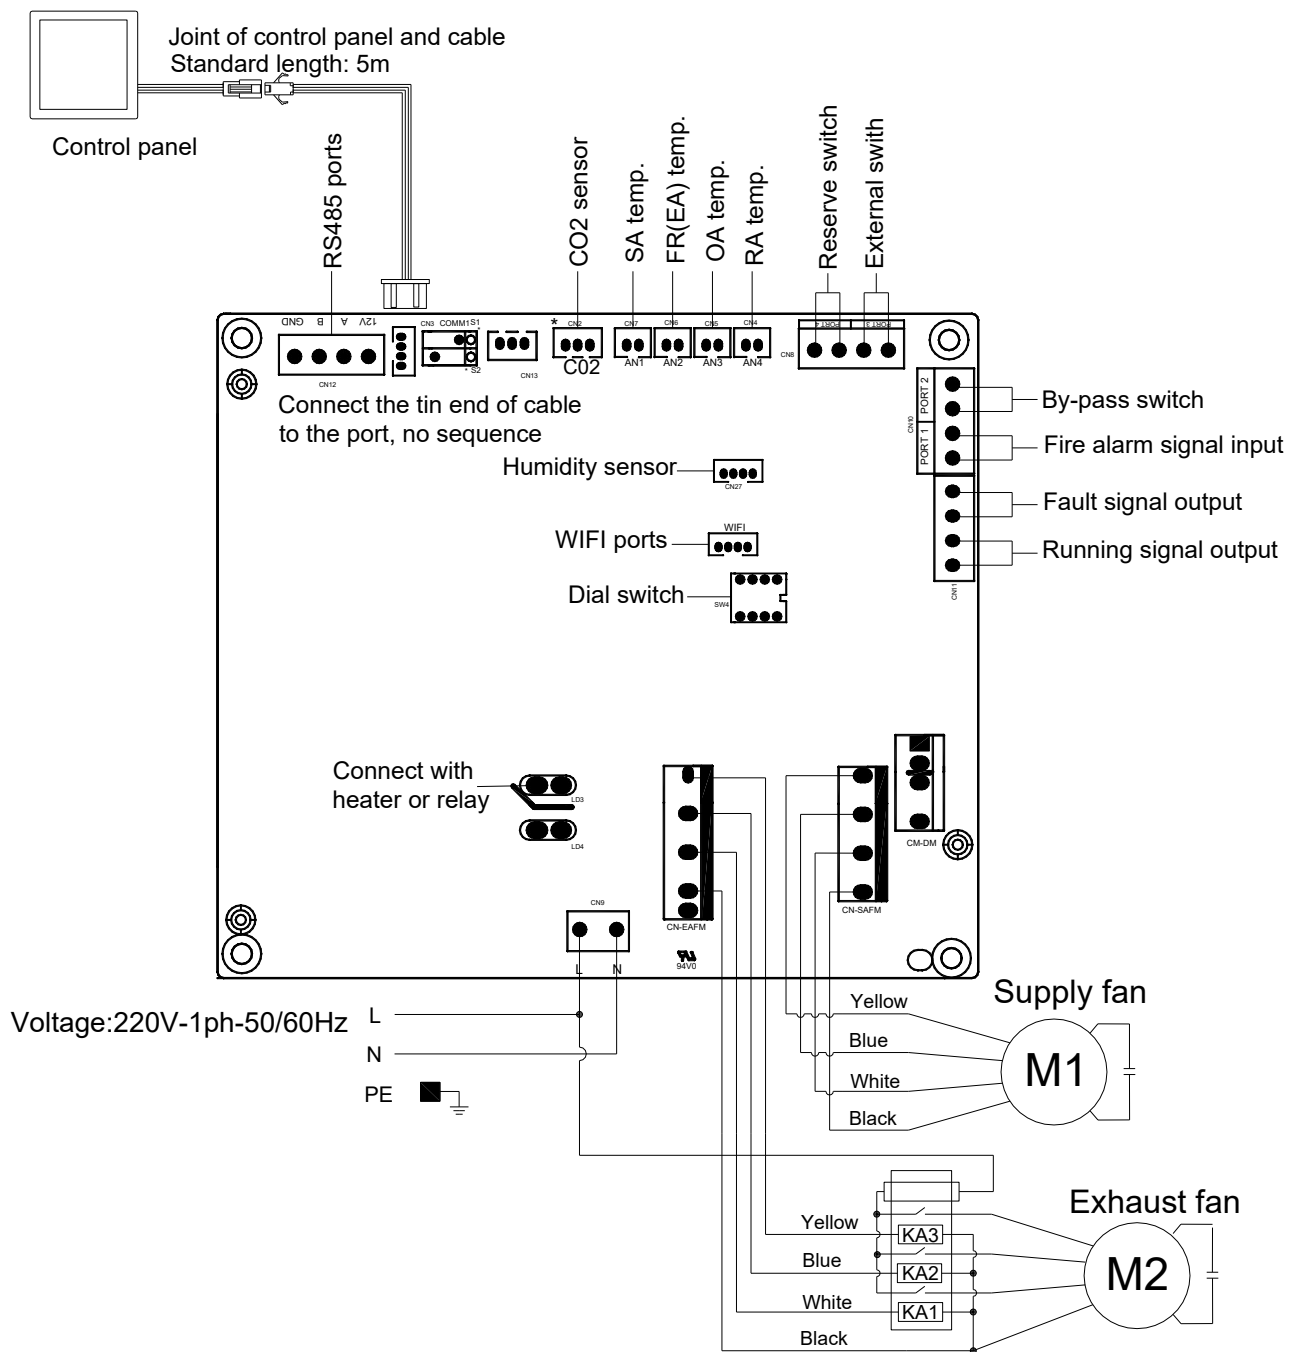 Joint of control panel and cable
Standard length: 5m
Control panel
RS485 ports
CO2 sensor
SA temp.
FR(EA) temp.
OA temp.
RA temp.
Reserve switch
External swith
GND B A 12V
CN3 COMM1 S1
* S2
CN12
CN13
* CN2
C02
CN7
AN1
CN6
AN2
CN5
AN3
CN4
AN4
CN8
PORT 4 PORT 3
Connect the tin end of cable
to the port, no sequence
PORT 2
PORT 1
CN10
By-pass switch
Fire alarm signal input
Fault signal output
Running signal output
CN11
Humidity sensor
CN27
WIFI
WIFI ports
Dial switch
SW4
Connect with
heater or relay
LD3
LD4
CM-DM
CN-SAFM
CN-EAFM
94V0
CN9
L N
Voltage:220V-1ph-50/60Hz
L
N
PE
Supply fan
Yellow
Blue
White
Black
M1
Exhaust fan
Yellow
Blue
White
Black
KA3
KA2
KA1
M2